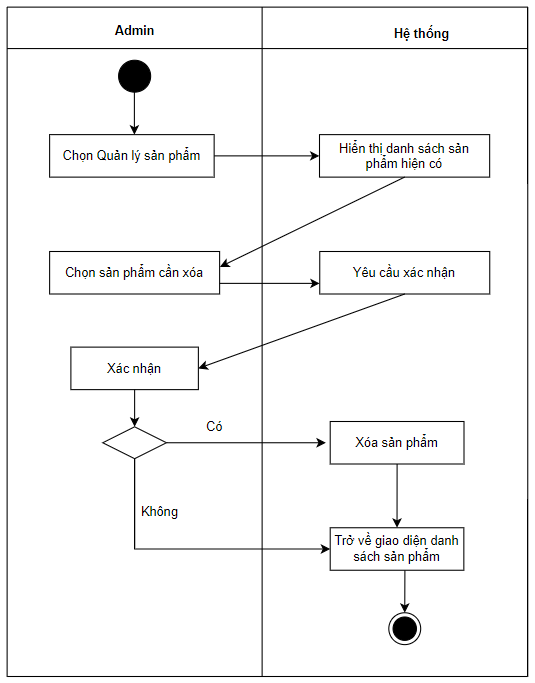 Admin
Hệ thống
Chọn Quản lý sản phẩm
Hiển thị danh sách sản
phẩm hiện có
Chọn sản phẩm cần xóa
Yêu cầu xác nhận
Xác nhận
Có
Xóa sản phẩm
Không
Trở về giao diện danh
sách sản phẩm